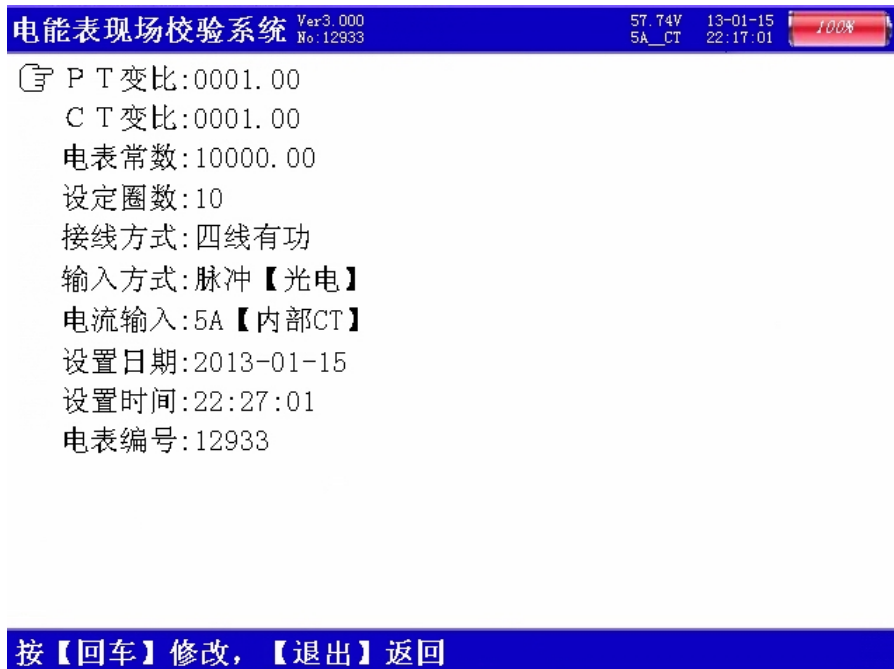 电能表现场校验系统 Ver3.000 No:12933 57.74V 5A__CT 13-01-15 22:17:01 100%
PT变比:0001.00
CT变比:0001.00
电表常数:10000.00
设定圈数:10
接线方式:四线有功
输入方式:脉冲【光电】
电流输入:5A【内部CT】
设置日期:2013-01-15
设置时间:22:27:01
电表编号:12933
按【回车】修改，【退出】返回